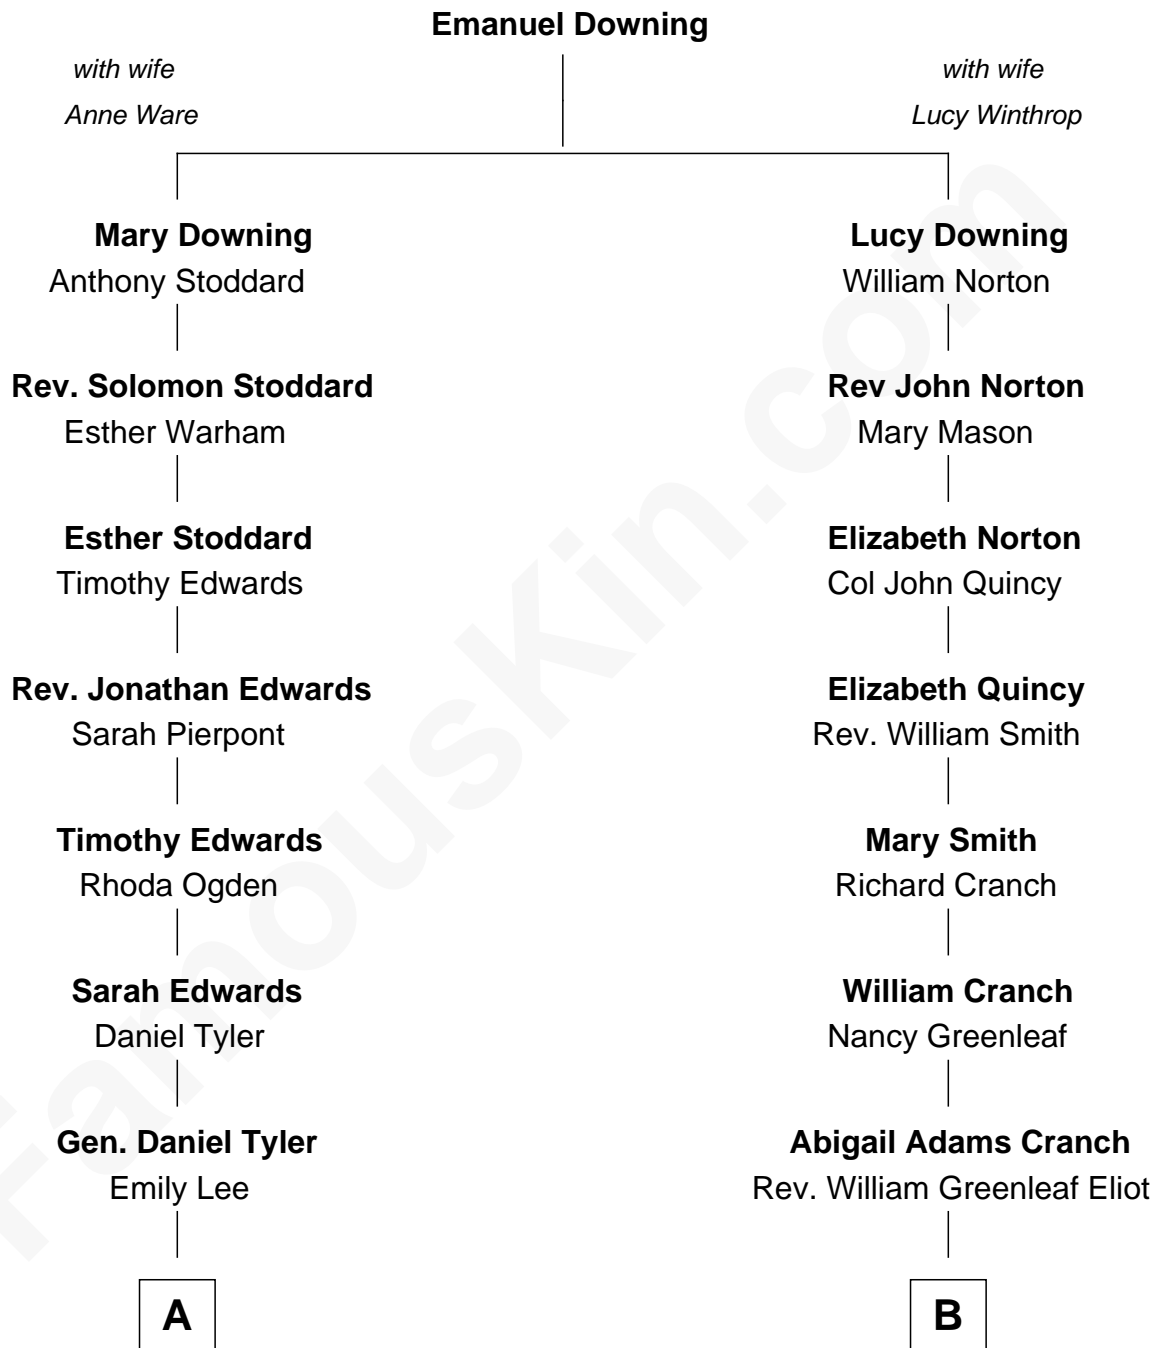 Emanuel Downing
with wife
Anne Ware
with wife
Lucy Winthrop
Mary Downing
Anthony Stoddard
Lucy Downing
William Norton
Rev. Solomon Stoddard
Esther Warham
Rev John Norton
Mary Mason
Esther Stoddard
Timothy Edwards
Elizabeth Norton
Col John Quincy
Rev. Jonathan Edwards
Sarah Pierpont
Elizabeth Quincy
Rev. William Smith
Timothy Edwards
Rhoda Ogden
Mary Smith
Richard Cranch
Sarah Edwards
Daniel Tyler
William Cranch
Nancy Greenleaf
Gen. Daniel Tyler
Emily Lee
Abigail Adams Cranch
Rev. William Greenleaf Eliot
A
B
FamousKin.com